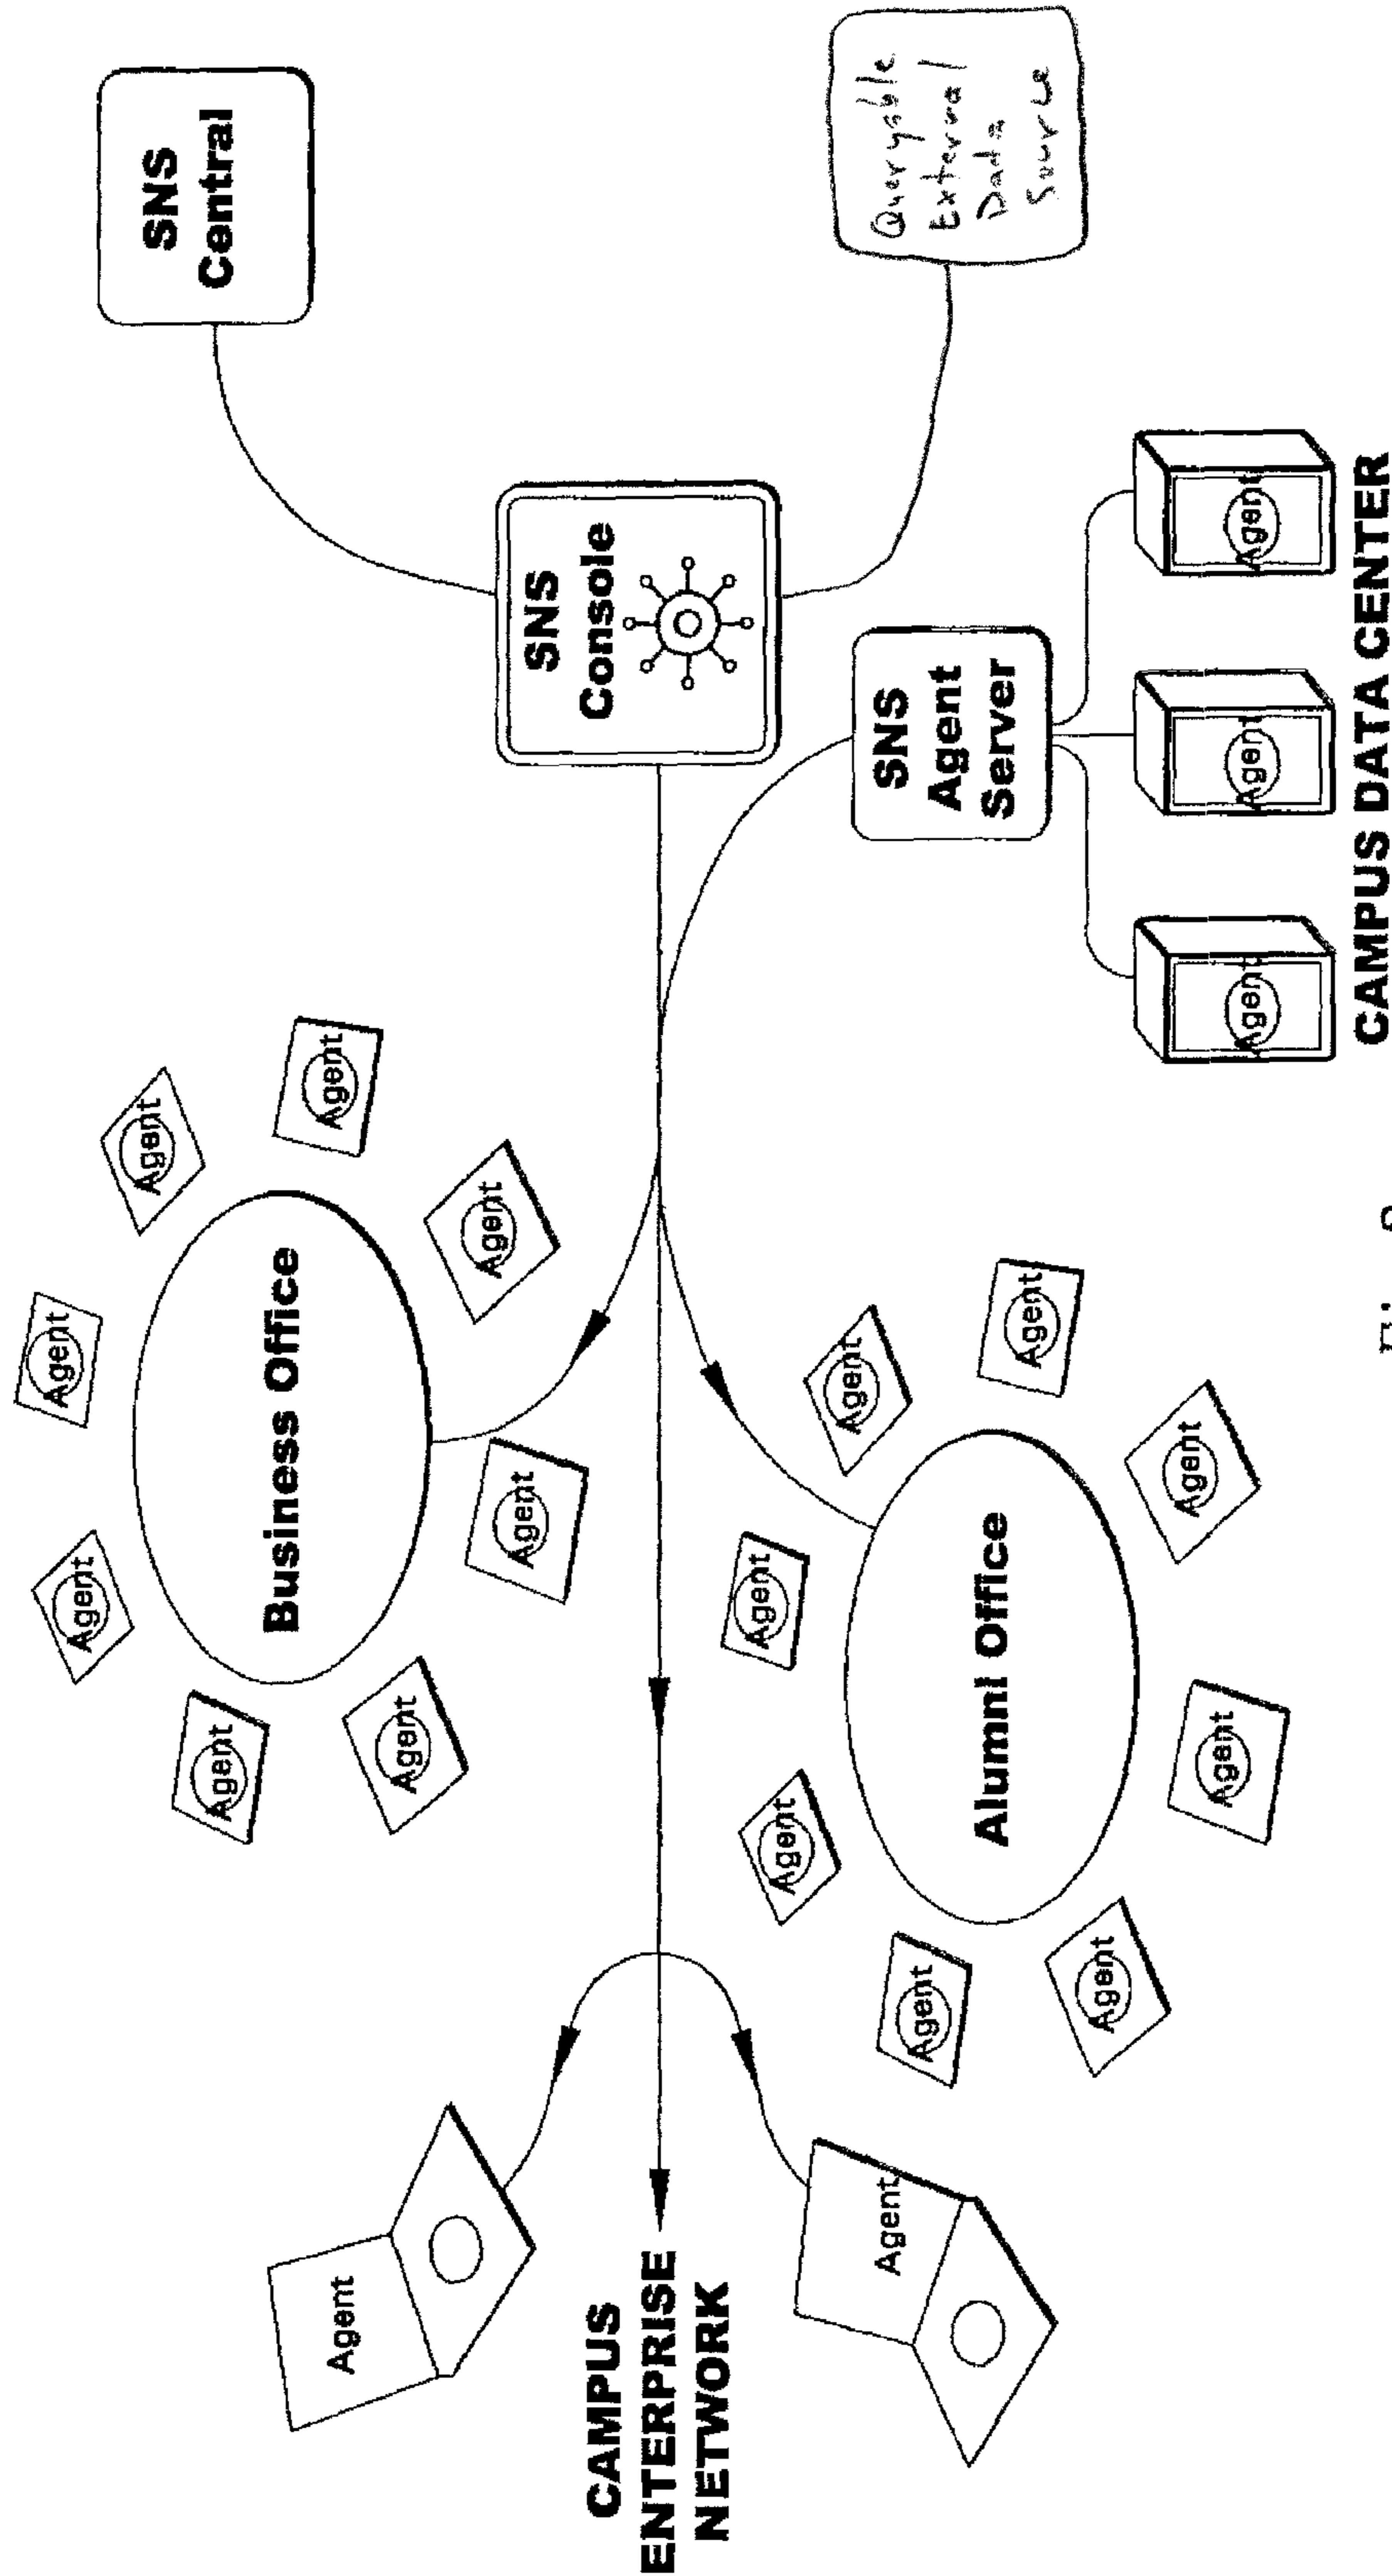 Agent
Agent
Agent
SNS
Central
Agent
Business Office
Agent
Agent
Agent
Agent
Agent
Agent
SNS
Console
CAMPUS
ENTERPRISE
NETWORK
Agent
Agent
Agent
Queryable
External
Data
Source
SNS
Agent
Server
Agent
Agent
Alumni Office
Agent
Agent
Agent
Agent
Agent
Agent
Agent
CAMPUS DATA CENTER